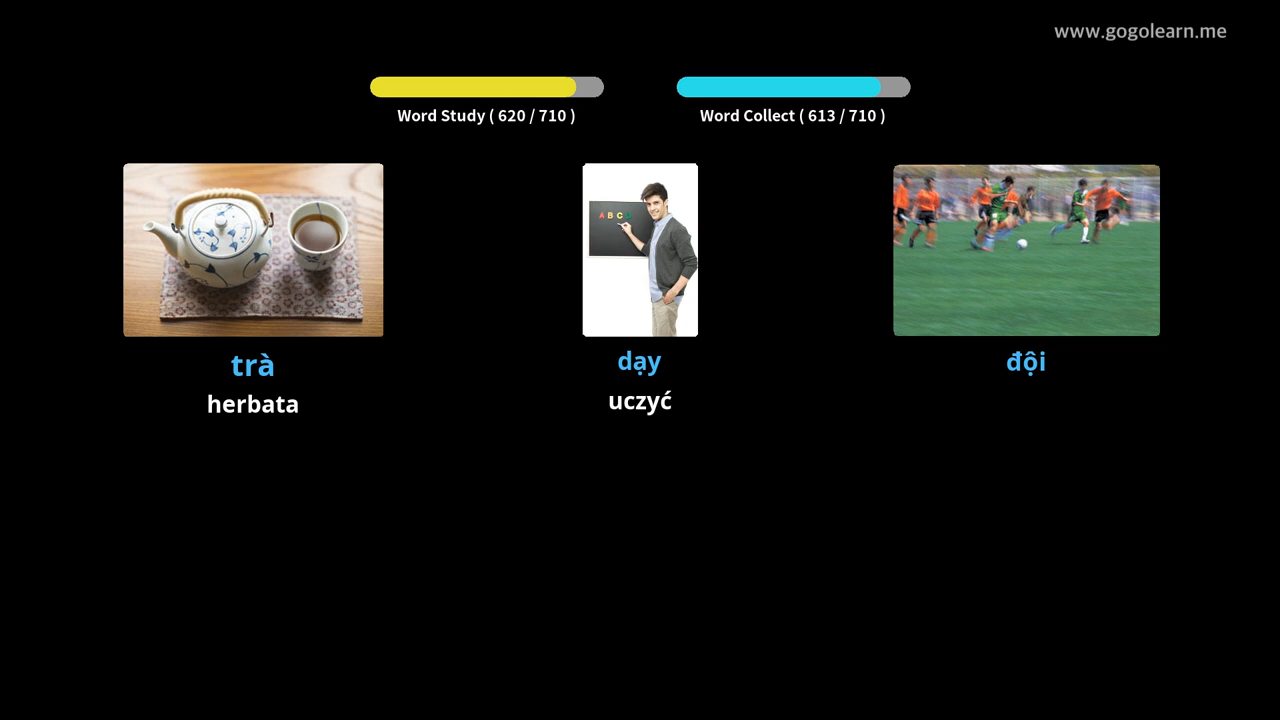 www.gogolearn.me
Word Study ( 620 / 710 )
Word Collect ( 613 / 710 )
trà
herbata
dạy
uczyć
đội
A B C D